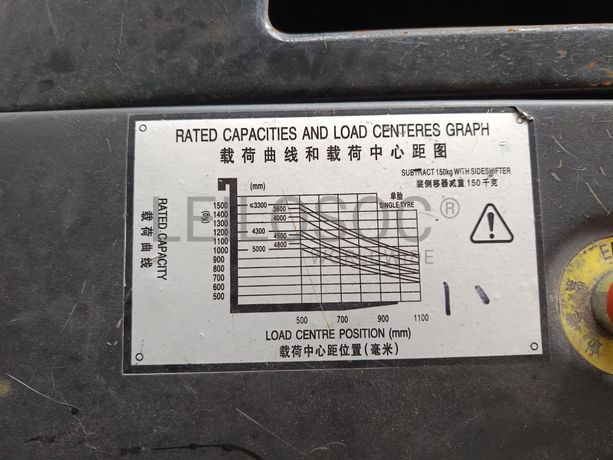 RATED CAPACITIES AND LOAD CENTERES GRAPH
载荷曲线和载荷中心距图
SUBTRACT 150kg WITH SIDESHIFTER
装侧移器减重 150 千克
RATED CAPACITY
载荷曲线
(kg)
1500
1400
1300
1200
1100
1000
900
800
700
600
500
(mm)
≤3300
3600
4000
4300
4500
4800
5000
单胎
SINGLE TYRE
500 700 900 1100
LOAD CENTRE POSITION (mm)
载荷中心距位置(毫米)
®